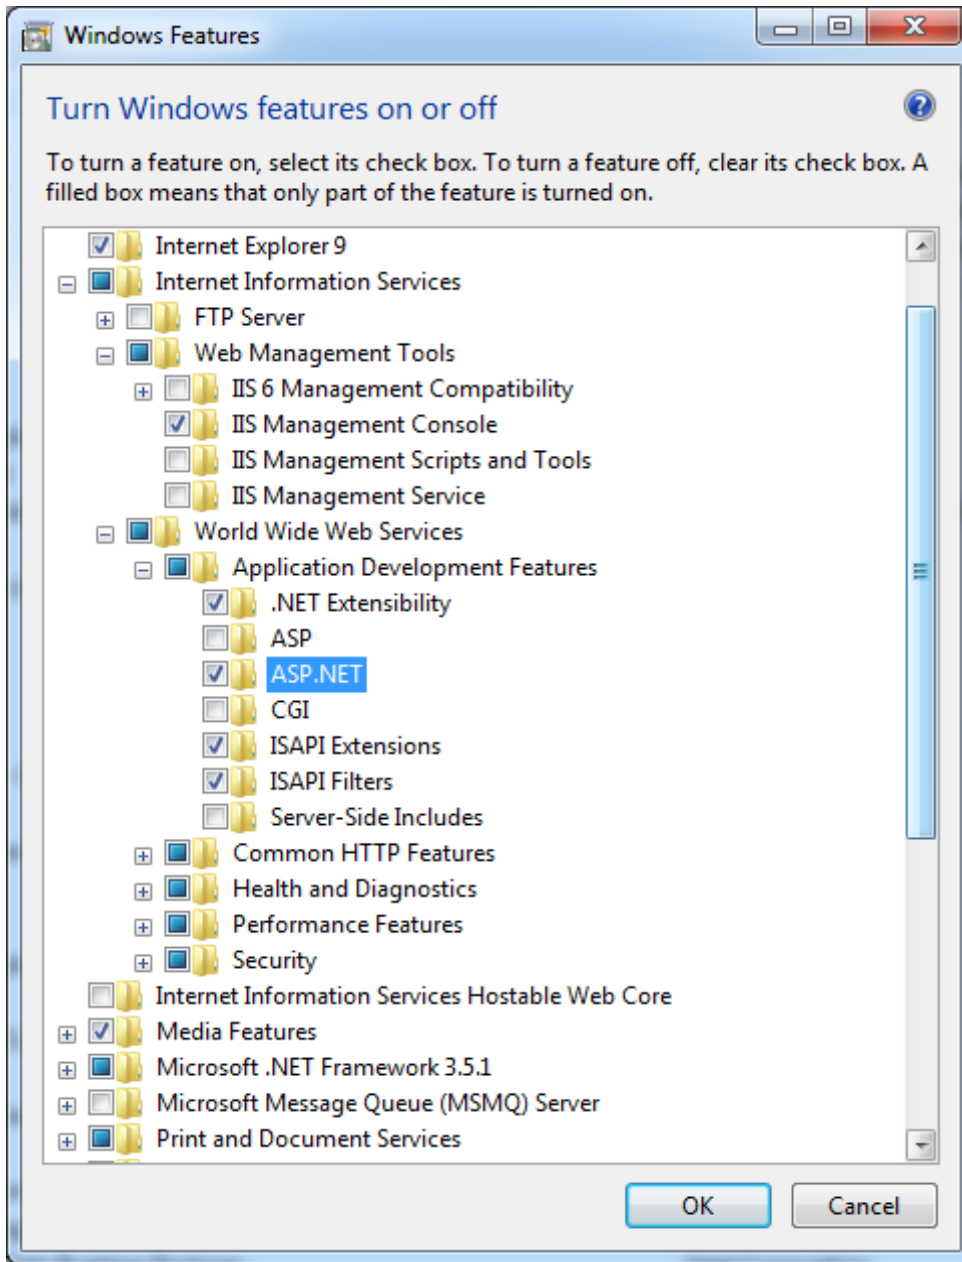 Windows Features
Turn Windows features on or off
To turn a feature on, select its check box. To turn a feature off, clear its check box. A
filled box means that only part of the feature is turned on.
Internet Explorer 9
Internet Information Services
FTP Server
Web Management Tools
IIS 6 Management Compatibility
IIS Management Console
IIS Management Scripts and Tools
IIS Management Service
World Wide Web Services
Application Development Features
.NET Extensibility
ASP
ASP.NET
CGI
ISAPI Extensions
ISAPI Filters
Server-Side Includes
Common HTTP Features
Health and Diagnostics
Performance Features
Security
Internet Information Services Hostable Web Core
Media Features
Microsoft .NET Framework 3.5.1
Microsoft Message Queue (MSMQ) Server
Print and Document Services
OK
Cancel